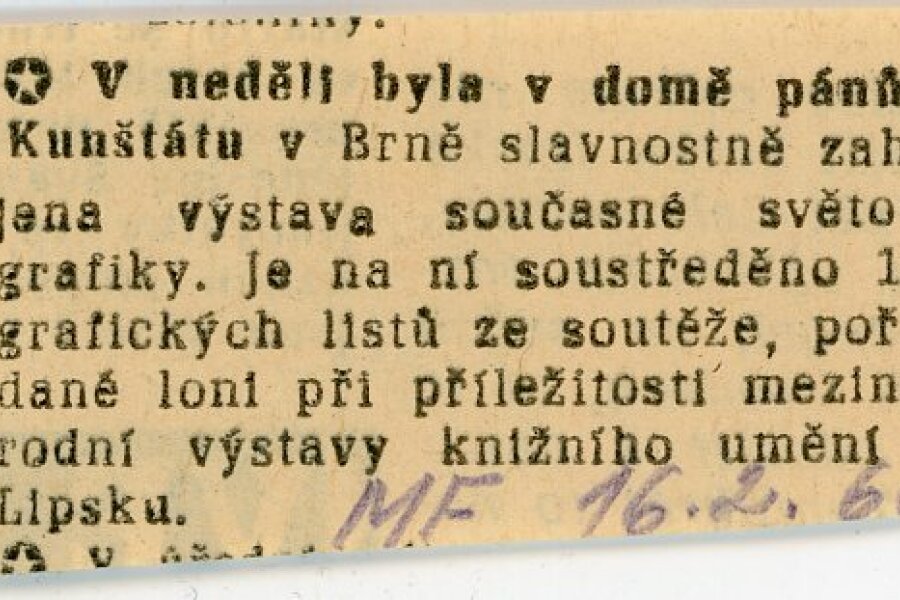 ✪ V neděli byla v domě pánů
Kunštátu v Brně slavnostně zah
jena výstava současné světo
grafiky. Je na ní soustředěno 1
grafických listů ze soutěže, poř
dané loni při příležitosti mezin
rodní výstavy knižního umění
Lipsku.
MF 16.2.6
✪ V